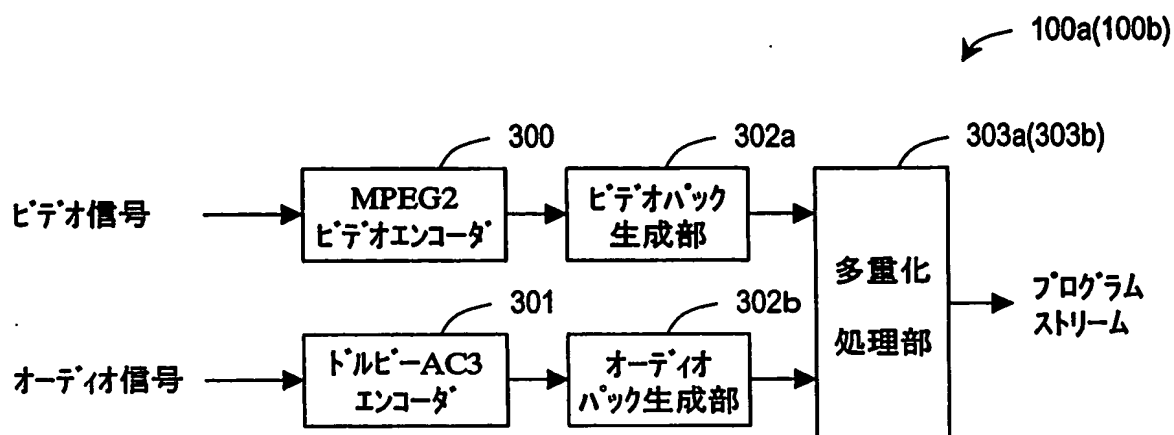 100a(100b)
300
302a
303a(303b)
ビデオ信号
MPEG2
ビデオエンコーダ
ビデオパック
生成部
多重化
処理部
プログラム
ストリーム
301
302b
オーディオ信号
ドルビーAC3
エンコーダ
オーディオ
パック生成部